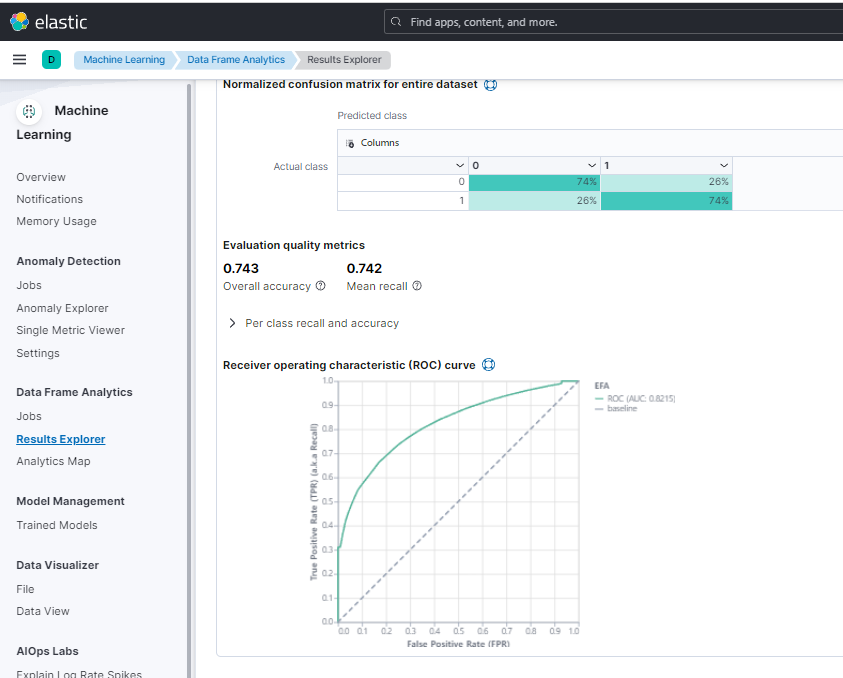 elastic
Find apps, content, and more.
D
Machine Learning
Data Frame Analytics
Results Explorer
Machine
Learning
Overview
Notifications
Memory Usage
Anomaly Detection
Jobs
Anomaly Explorer
Single Metric Viewer
Settings
Data Frame Analytics
Jobs
Results Explorer
Analytics Map
Model Management
Trained Models
Data Visualizer
File
Data View
AIOps Labs
Explain Log Rate Spikes
Normalized confusion matrix for entire dataset
Predicted class
Columns
Actual class
0 1
0 74% 26%
1 26% 74%
Evaluation quality metrics
0.743 0.742
Overall accuracy Mean recall
Per class recall and accuracy
Receiver operating characteristic (ROC) curve
True Positive Rate (TPR) (a.k.a Recall)
1.0
0.9
0.8
0.7
0.6
0.5
0.4
0.3
0.2
0.1
0.0
0.0 0.1 0.2 0.3 0.4 0.5 0.6 0.7 0.8 0.9 1.0
False Positive Rate (FPR)
EFA
ROC (AUC: 0.8215)
baseline